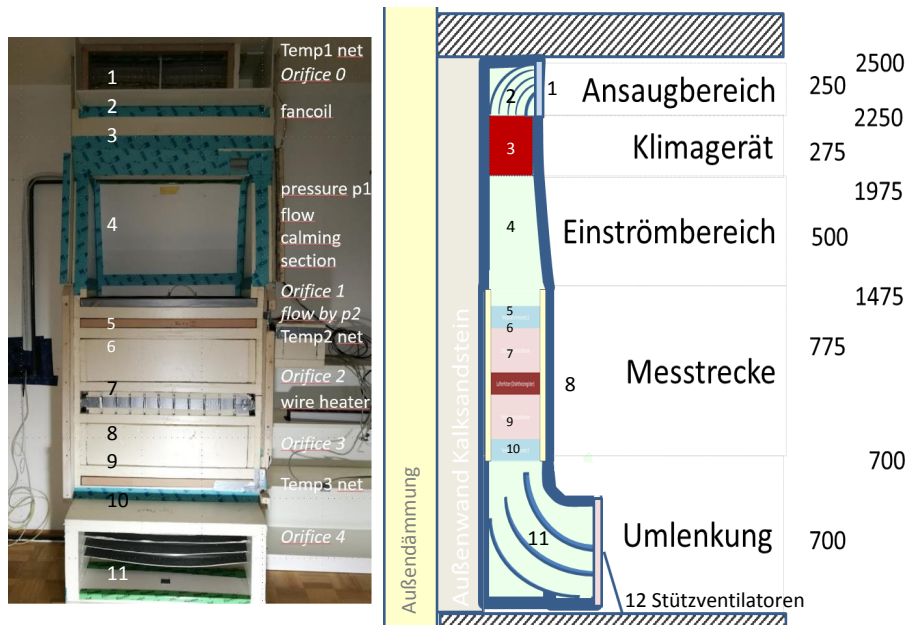 1
2
3
4
5
6
7
8
9
10
11
Temp1 net
Orifice 0
fancoil
pressure p1
flow
calming
section
Orifice 1
flow by p2
Temp2 net
Orifice 2
wire heater
Orifice 3
Temp3 net
Orifice 4
Außendämmung
Außenwand Kalksandstein
1
2
3
4
5
6
7
8
9
10
11
12 Stützventilatoren
Ansaugbereich
Klimagerät
Einströmbereich
Messtrecke
Umlenkung
250
275
500
775
700
2500
2250
1975
1475
700